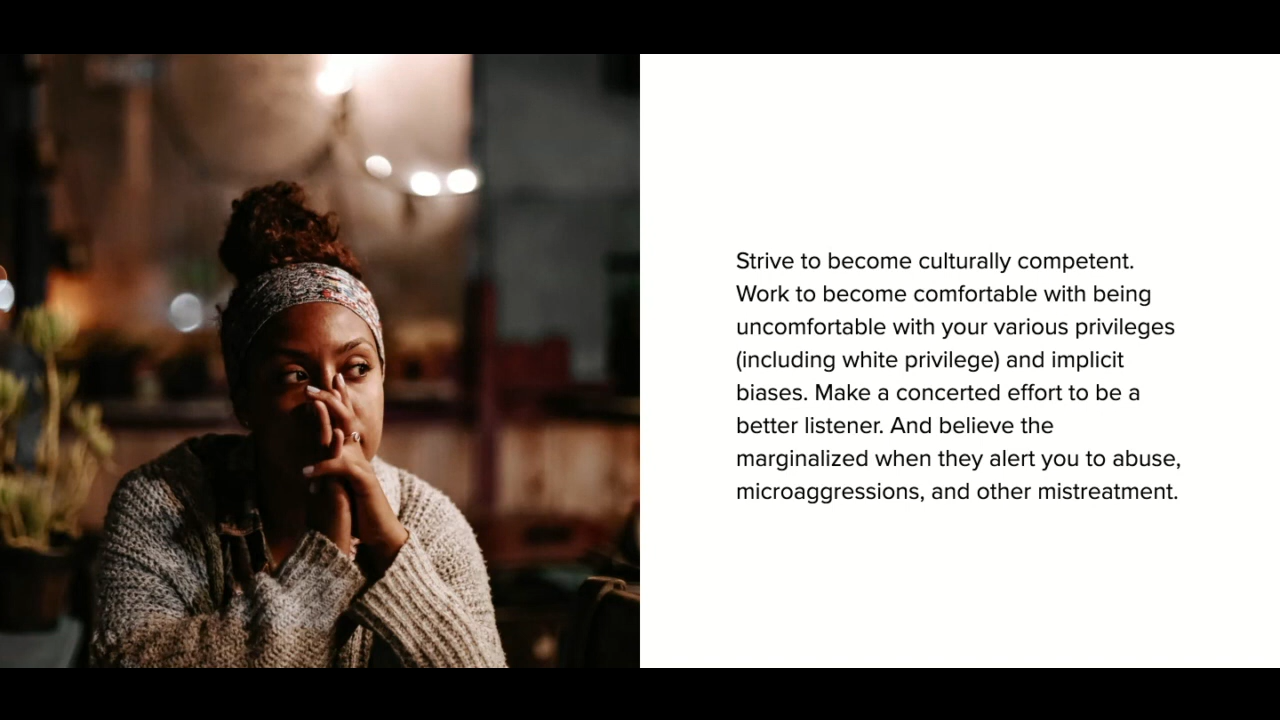 Strive to become culturally competent.
Work to become comfortable with being
uncomfortable with your various privileges
(including white privilege) and implicit
biases. Make a concerted effort to be a
better listener. And believe the
marginalized when they alert you to abuse,
microaggressions, and other mistreatment.